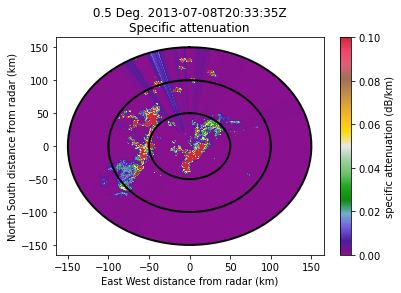 0.5 Deg. 2013-07-08T20:33:35Z
Specific attenuation
North South distance from radar (km)
150
100
50
0
−50
−100
−150
−150 −100 −50 0 50 100 150
East West distance from radar (km)
0.10
0.08
0.06
0.04
0.02
0.00
specific attenuation (dB/km)